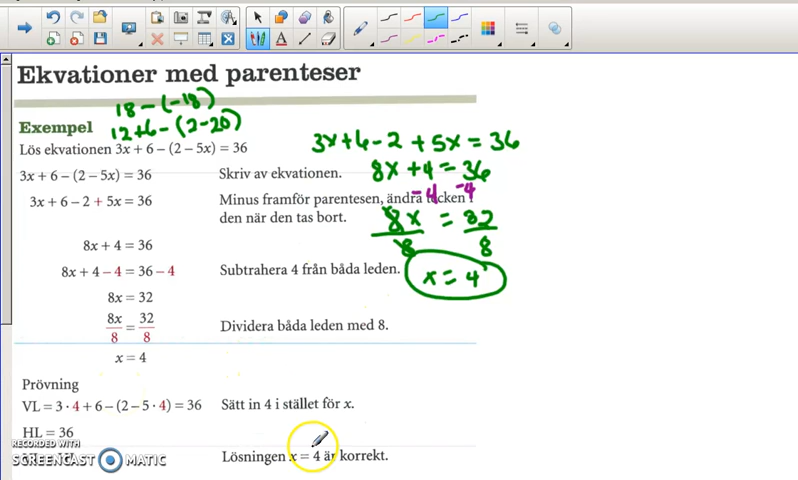 Ekvationer med parenteser
18 - (-18)
12+6 - (2-20)
Exempel
Lös ekvationen 3x + 6 – (2 – 5x) = 36
3x + 6 – (2 – 5x) = 36
Skriv av ekvationen.
3x + 6 – 2 + 5x = 36
Minus framför parentesen, ändra tecken i
den när den tas bort.
8x + 4 = 36
8x + 4 – 4 = 36 – 4
Subtrahera 4 från båda leden.
8x = 32
8x/8 = 32/8
Dividera båda leden med 8.
x = 4
Prövning
VL = 3 · 4 + 6 – (2 – 5 · 4) = 36
Sätt in 4 i stället för x.
HL = 36
Lösningen x = 4 är korrekt.
3x+6-2+5x=36
8x+4=36
-4 -4
8x/8 = 32/8
x = 4
RECORDED WITH
SCREENCAST MATIC